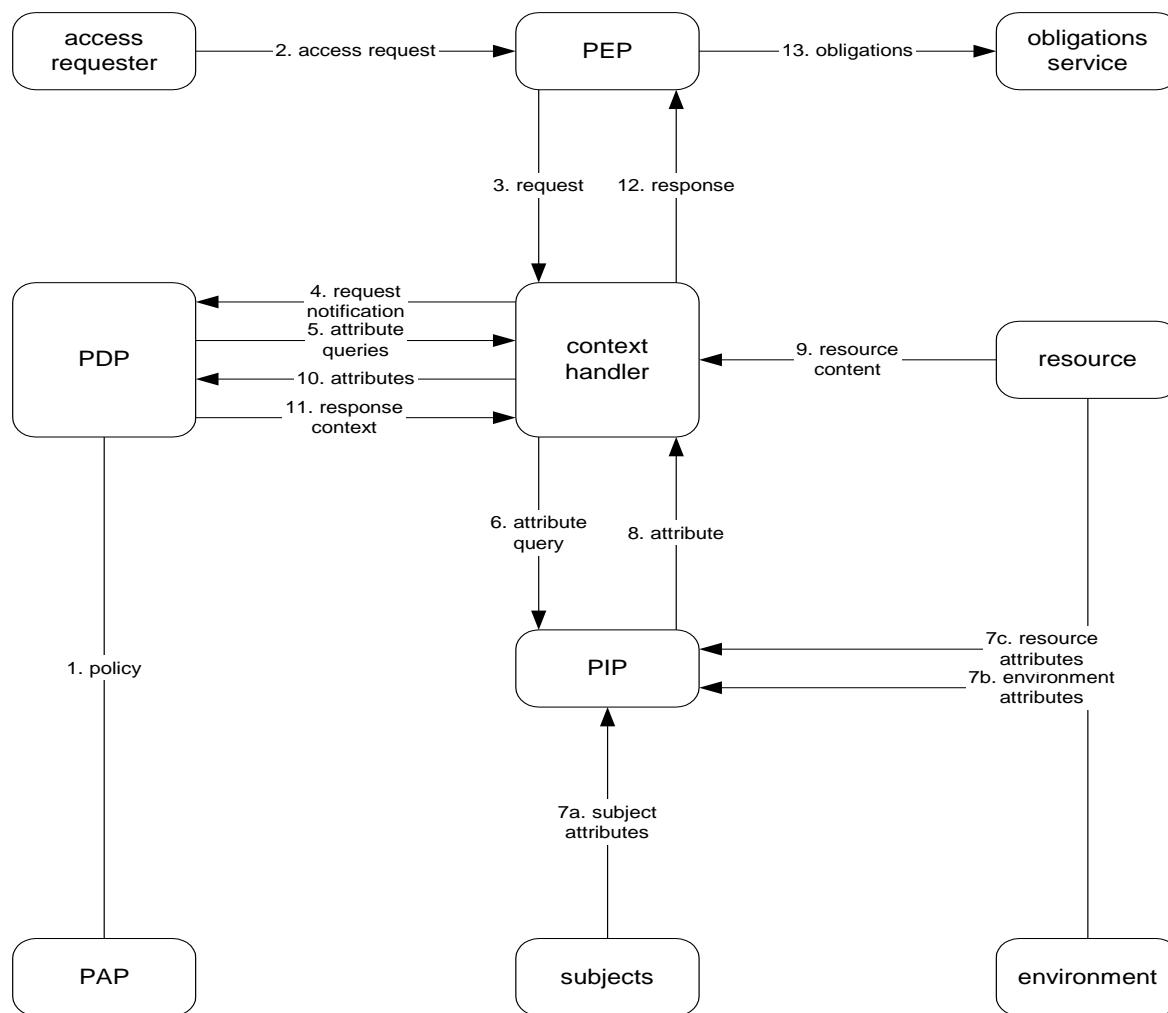 access
requester
2. access request
PEP
13. obligations
obligations
service
3. request
12. response
PDP
4. request
notification
5. attribute
queries
10. attributes
11. response
context
context
handler
9. resource
content
resource
6. attribute
query
8. attribute
1. policy
PIP
7c. resource
attributes
7b. environment
attributes
7a. subject
attributes
PAP
subjects
environment